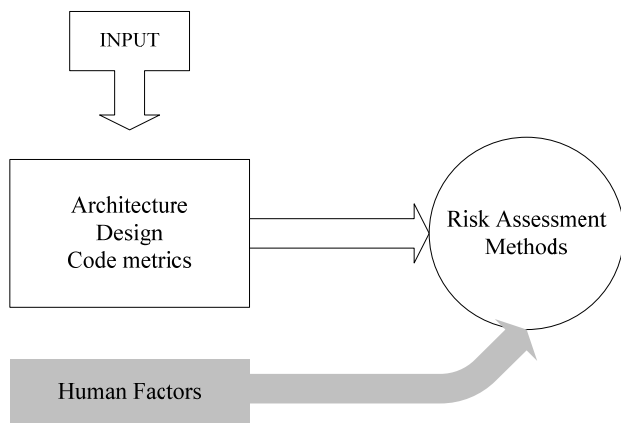 INPUT
Architecture
Design
Code metrics
Risk Assessment
Methods
Human Factors